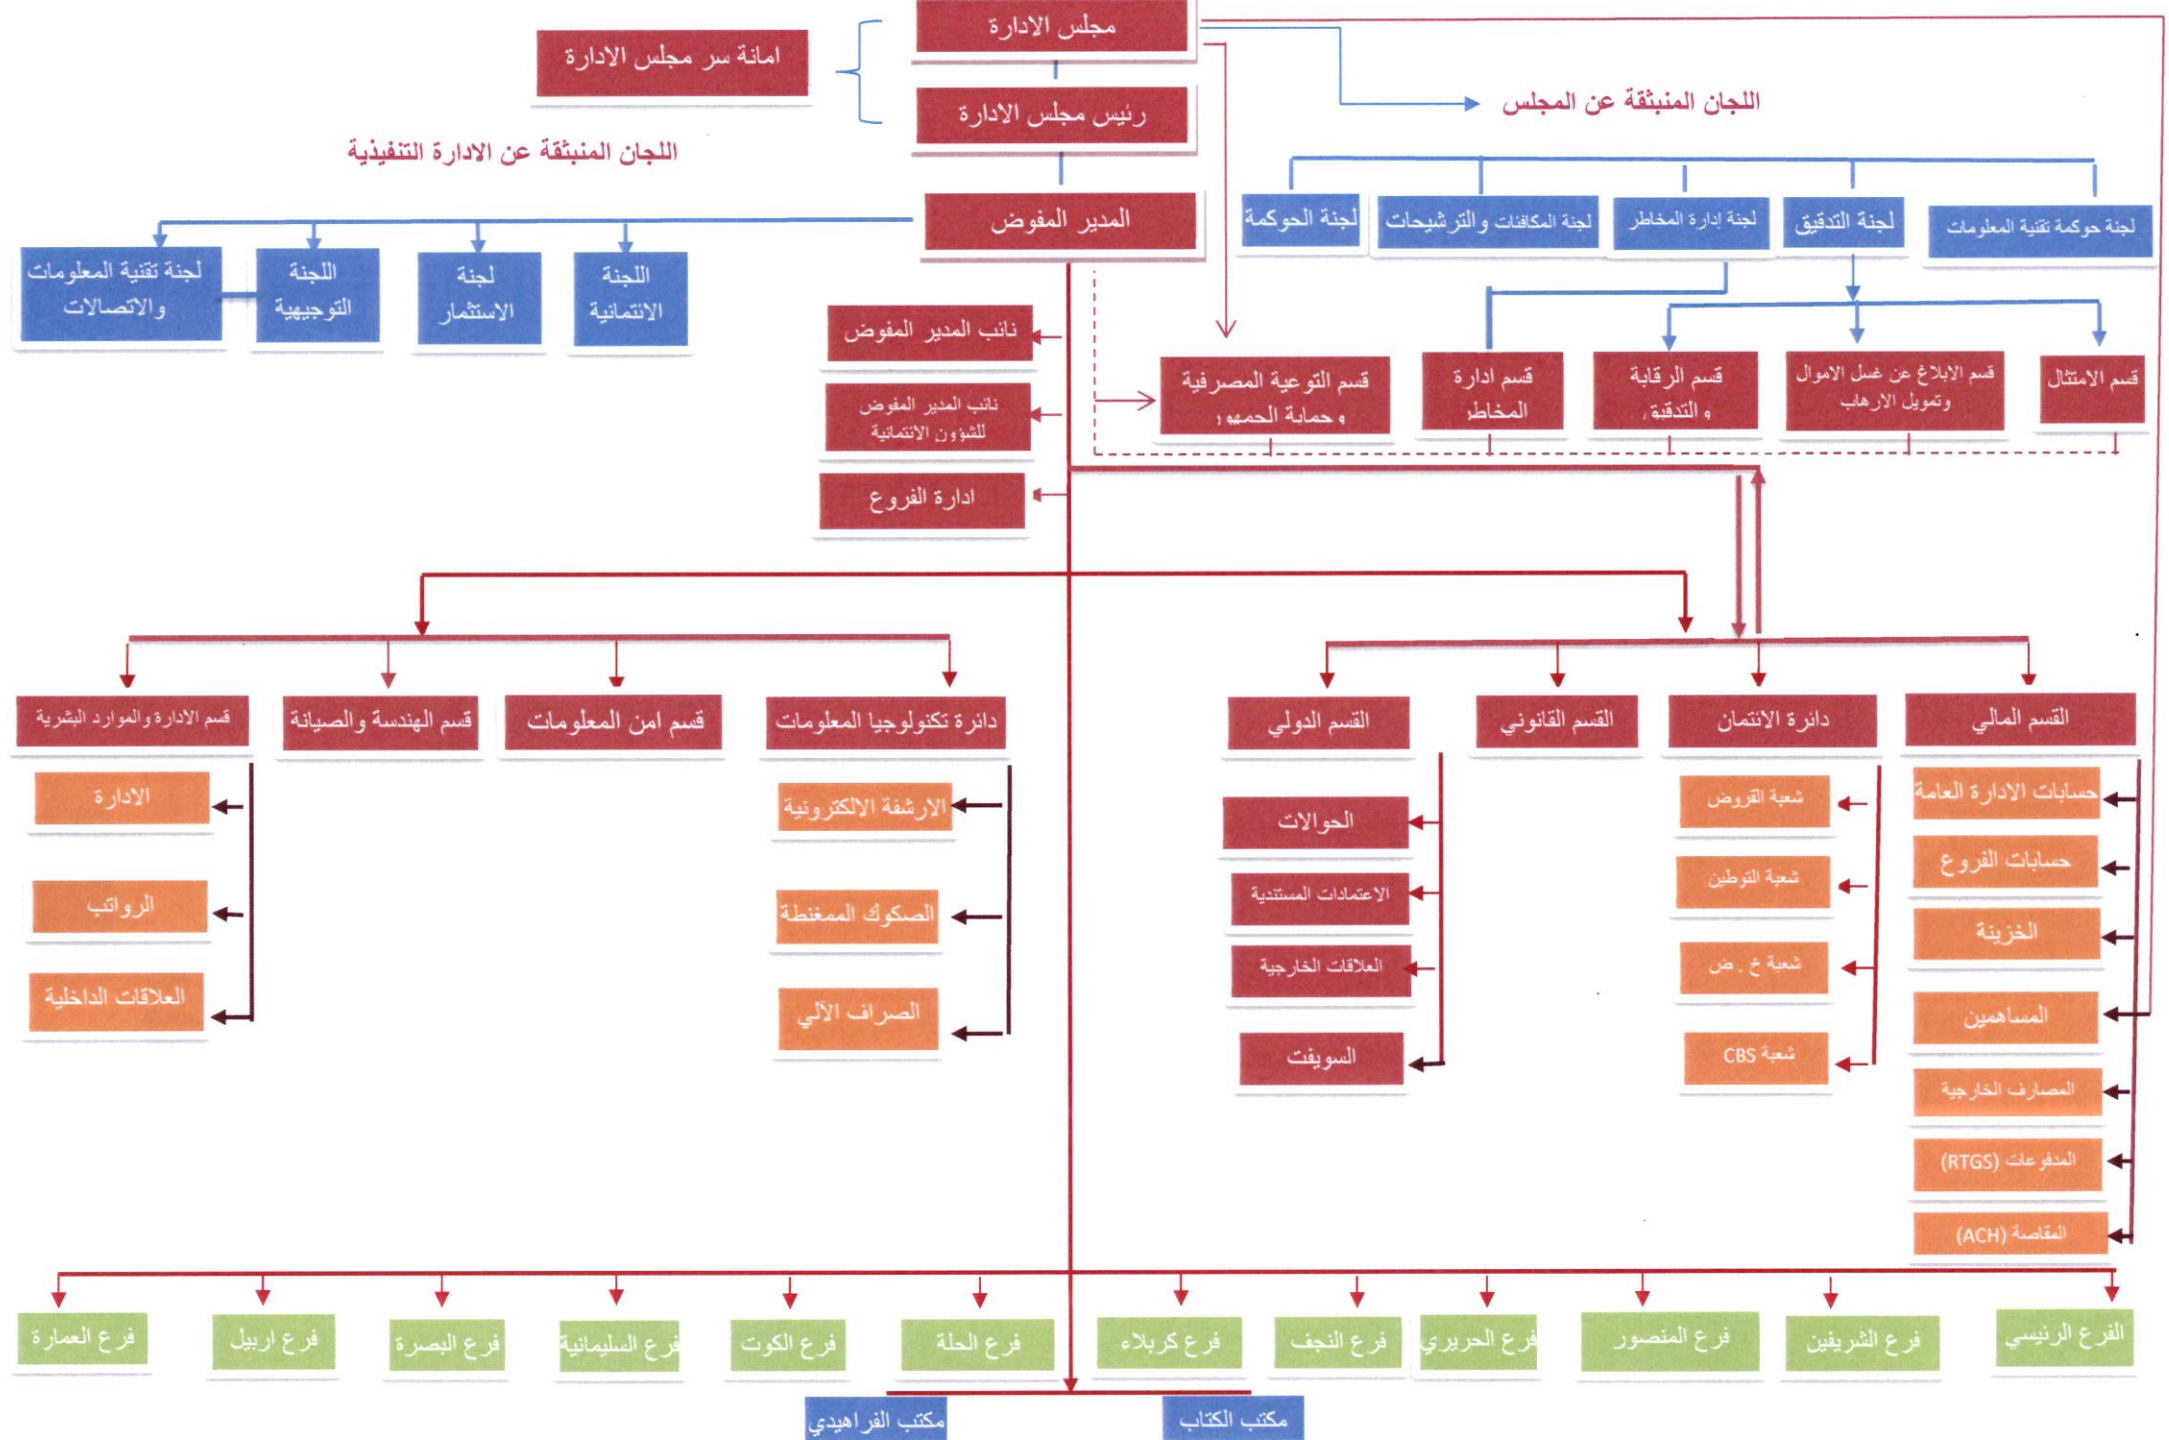 مجلس الادارة
امانة سر مجلس الادارة
رئيس مجلس الادارة
اللجان المنبثقة عن المجلس
اللجان المنبثقة عن الادارة التنفيذية
المدير المفوض
لجنة حوكمة تقنية المعلومات
لجنة التدقيق
لجنة إدارة المخاطر
لجنة المكافئات والترشيحات
لجنة الحوكمة
اللجنة
الائتمانية
لجنة
الاستثمار
اللجنة
التوجيهية
لجنة تقنية المعلومات
والاتصالات
نائب المدير المفوض
نائب المدير المفوض
للشؤون الائتمانية
ادارة الفروع
قسم الامتثال
قسم الابلاغ عن غسل الاموال
وتمويل الارهاب
قسم الرقابة
والتدقيق
قسم ادارة
المخاطر
قسم التوعية المصرفية
وحماية الجمهور
القسم المالي
دائرة الائتمان
القسم القانوني
القسم الدولي
دائرة تكنولوجيا المعلومات
قسم امن المعلومات
قسم الهندسة والصيانة
قسم الادارة والموارد البشرية
حسابات الادارة العامة
حسابات الفروع
الخزينة
المساهمين
المصارف الخارجية
المدفوعات (RTGS)
المقاصة (ACH)
شعبة القروض
شعبة التوطين
شعبة خ . ض
شعبة CBS
الحوالات
الاعتمادات المستندية
العلاقات الخارجية
السويفت
الارشفة الالكترونية
الصكوك الممغنطة
الصراف الآلي
الادارة
الرواتب
العلاقات الداخلية
الفرع الرئيسي
فرع الشريفين
فرع المنصور
فرع الحريري
فرع النجف
فرع كربلاء
فرع الحلة
فرع الكوت
فرع السليمانية
فرع البصرة
فرع اربيل
فرع العمارة
مكتب الكتاب
مكتب الفراهيدي